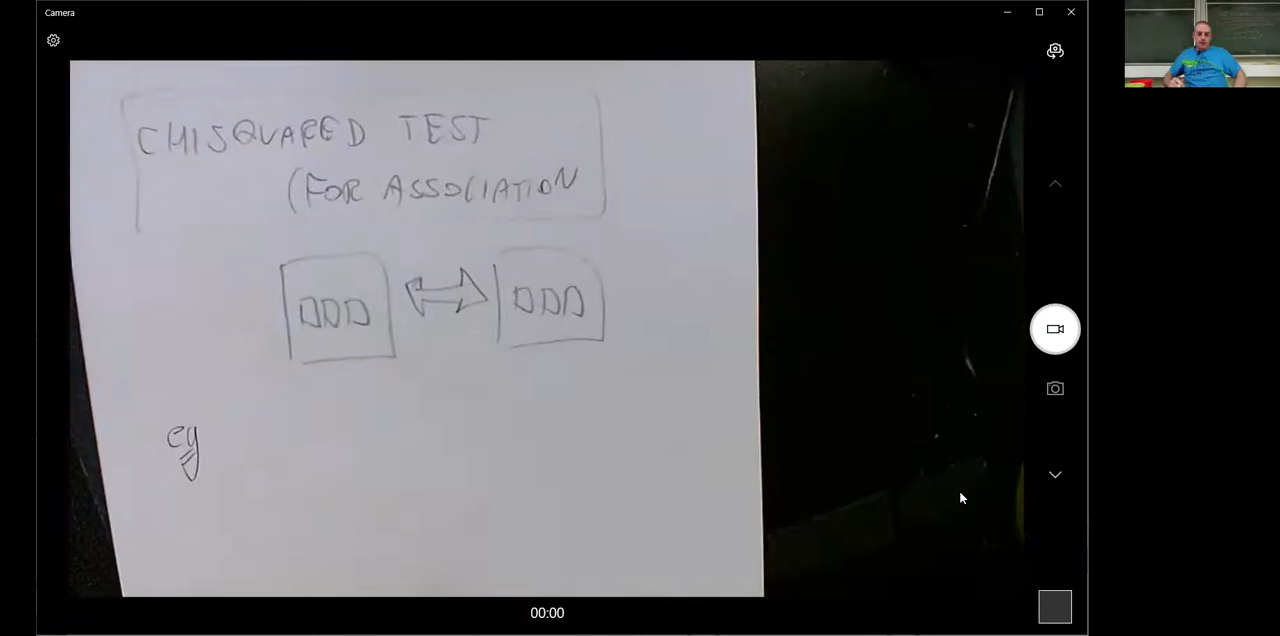 Camera
CHISQUARED TEST
(FOR ASSOCIATION
eg
00:00